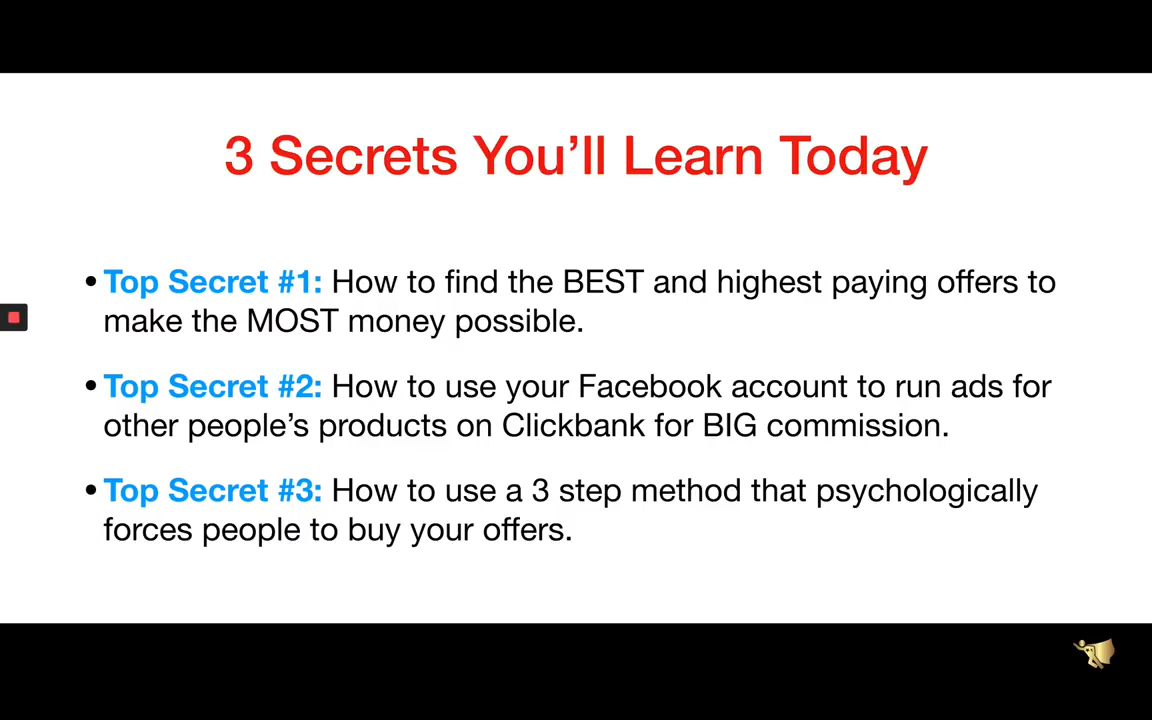 3 Secrets You’ll Learn Today
• Top Secret #1: How to find the BEST and highest paying offers to
make the MOST money possible.
• Top Secret #2: How to use your Facebook account to run ads for
other people’s products on Clickbank for BIG commission.
• Top Secret #3: How to use a 3 step method that psychologically
forces people to buy your offers.